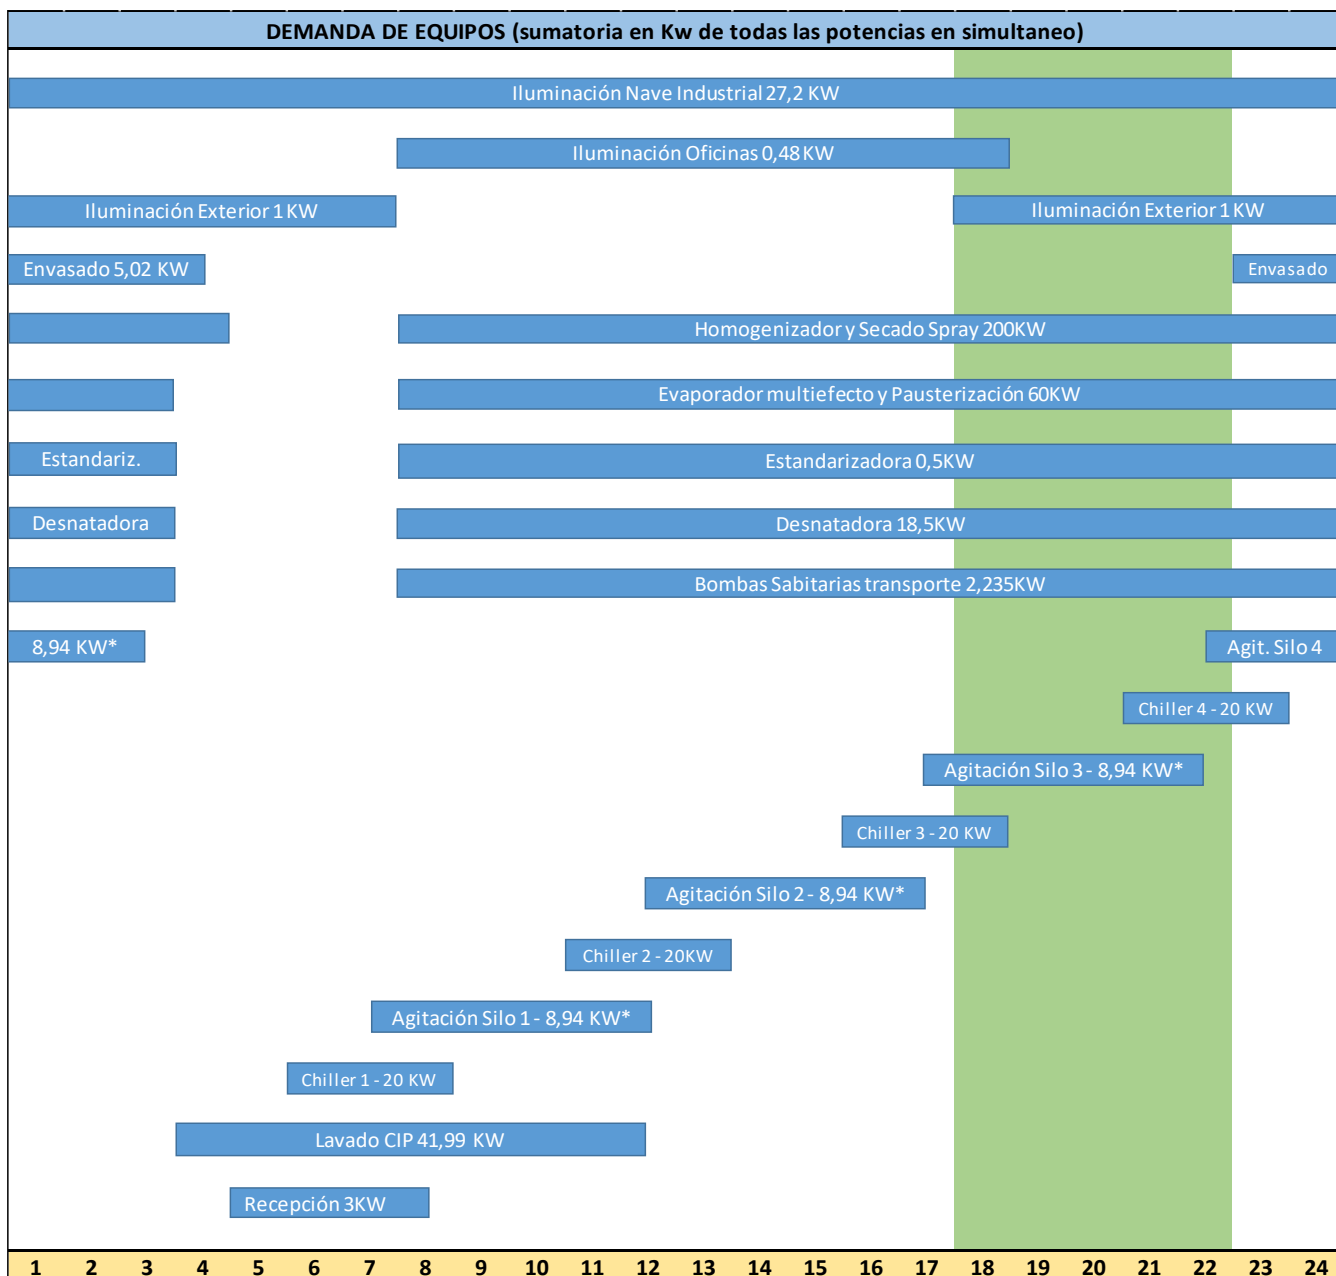 DEMANDA DE EQUIPOS (sumatoria en Kw de todas las potencias en simultaneo)
Iluminación Nave Industrial 27,2 KW
Iluminación Oficinas 0,48 KW
Iluminación Exterior 1 KW
Iluminación Exterior 1 KW
Envasado 5,02 KW
Envasado
Homogenizador y Secado Spray 200KW
Evaporador multiefecto y Pausterización 60KW
Estandariz.
Estandarizadora 0,5KW
Desnatadora
Desnatadora 18,5KW
Bombas Sabitarias transporte 2,235KW
8,94 KW*
Agit. Silo 4
Chiller 4 - 20 KW
Agitación Silo 3 - 8,94 KW*
Chiller 3 - 20 KW
Agitación Silo 2 - 8,94 KW*
Chiller 2 - 20KW
Agitación Silo 1 - 8,94 KW*
Chiller 1 - 20 KW
Lavado CIP 41,99 KW
Recepción 3KW
1 2 3 4 5 6 7 8 9 10 11 12 13 14 15 16 17 18 19 20 21 22 23 24